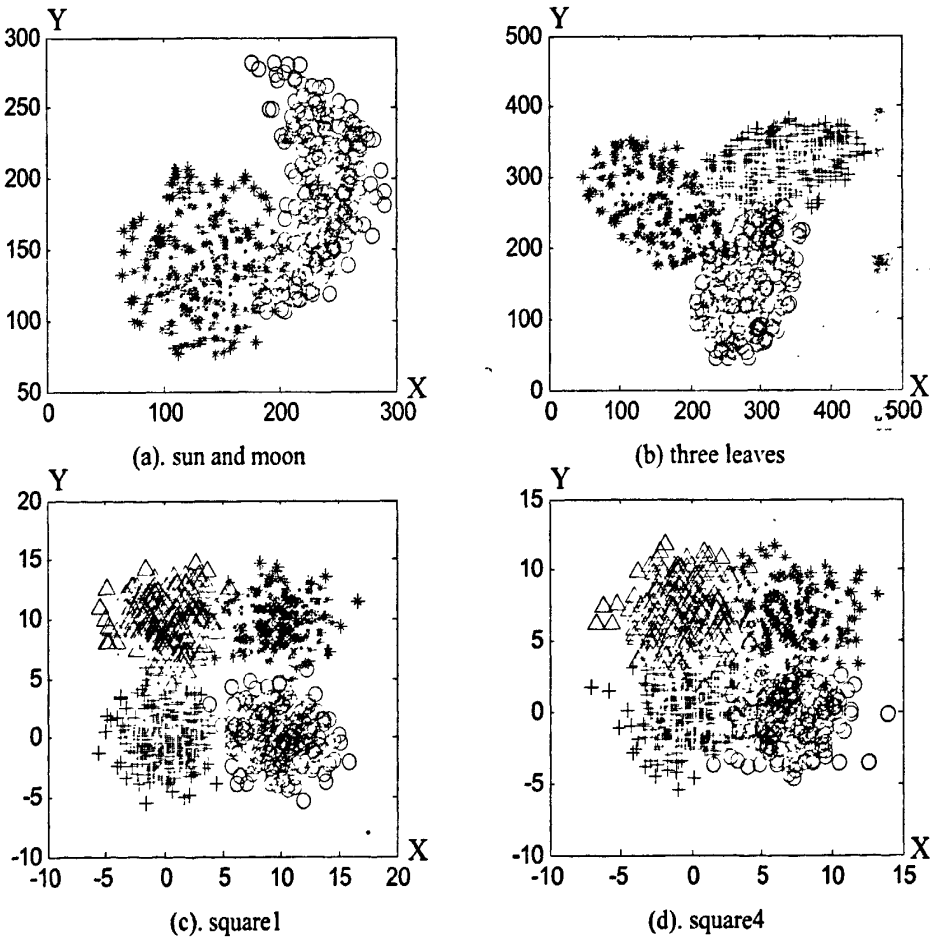 Y
300
250
200
150
100
50
0 100 200 300 X
(a). sun and moon
Y
500
400
300
200
100
0
0 100 200 300 400 500 X
(b) three leaves
Y
20
15
10
5
0
-5
-10
-10 -5 0 5 10 15 20 X
(c). square1
Y
15
10
5
0
-5
-10
-10 -5 0 5 10 15 X
(d). square4